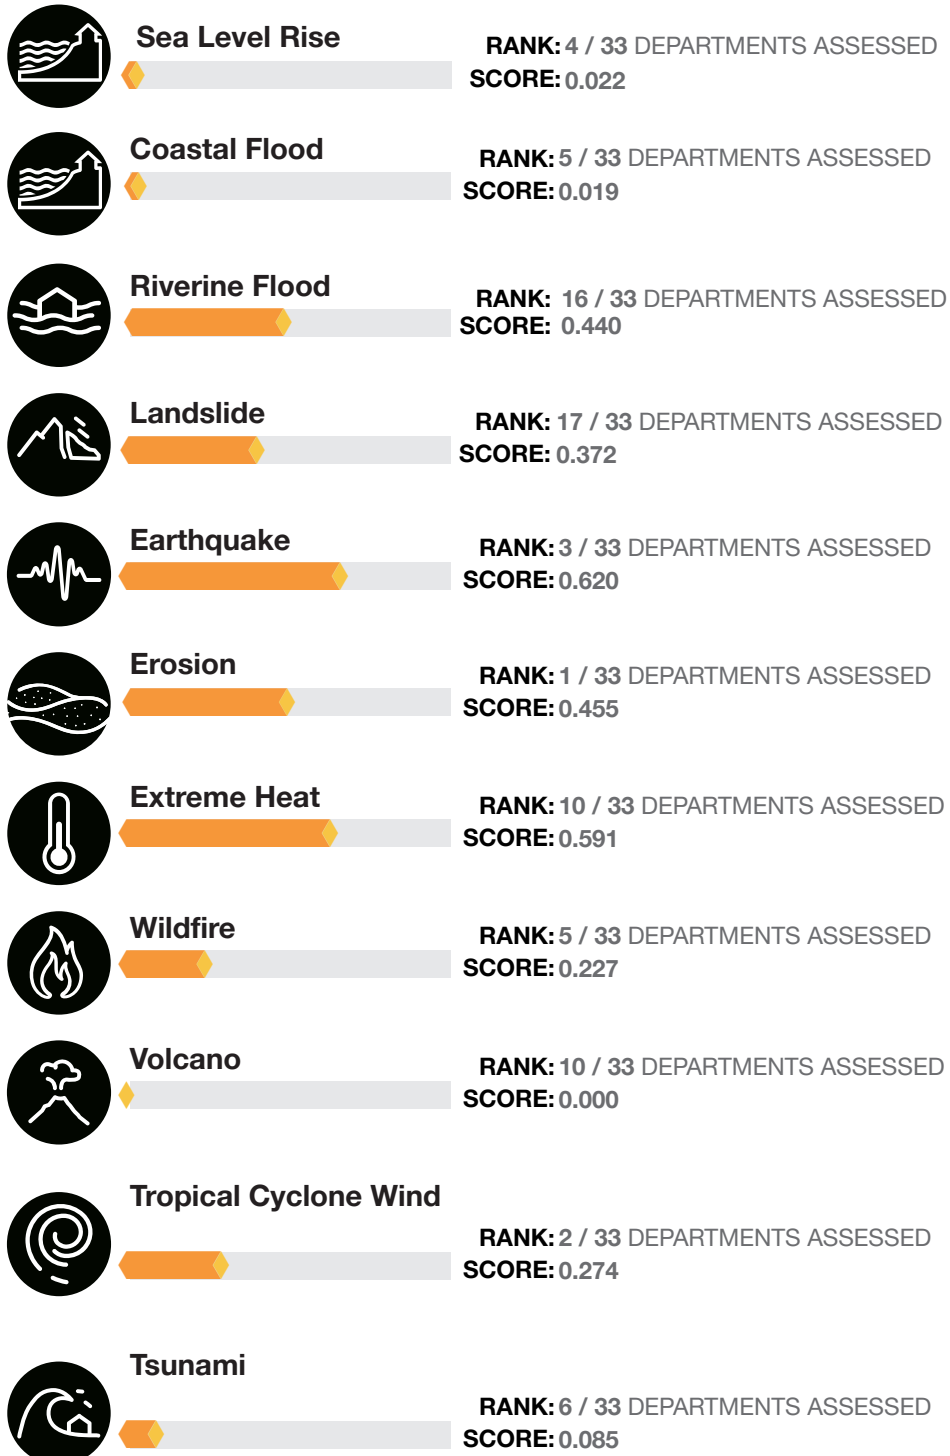 Sea Level Rise
RANK: 4 / 33 DEPARTMENTS ASSESSED
SCORE: 0.022
Coastal Flood
RANK: 5 / 33 DEPARTMENTS ASSESSED
SCORE: 0.019
Riverine Flood
RANK: 16 / 33 DEPARTMENTS ASSESSED
SCORE: 0.440
Landslide
RANK: 17 / 33 DEPARTMENTS ASSESSED
SCORE: 0.372
Earthquake
RANK: 3 / 33 DEPARTMENTS ASSESSED
SCORE: 0.620
Erosion
RANK: 1 / 33 DEPARTMENTS ASSESSED
SCORE: 0.455
Extreme Heat
RANK: 10 / 33 DEPARTMENTS ASSESSED
SCORE: 0.591
Wildfire
RANK: 5 / 33 DEPARTMENTS ASSESSED
SCORE: 0.227
Volcano
RANK: 10 / 33 DEPARTMENTS ASSESSED
SCORE: 0.000
Tropical Cyclone Wind
RANK: 2 / 33 DEPARTMENTS ASSESSED
SCORE: 0.274
Tsunami
RANK: 6 / 33 DEPARTMENTS ASSESSED
SCORE: 0.085